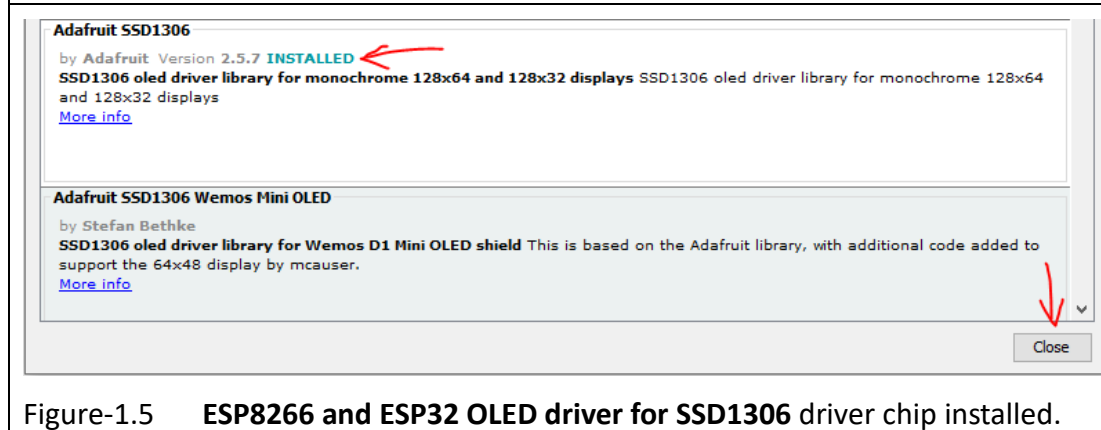 Adafruit SSD1306
by Adafruit Version 2.5.7 INSTALLED
SSD1306 oled driver library for monochrome 128x64 and 128x32 displays SSD1306 oled driver library for monochrome 128x64
and 128x32 displays
More info
Adafruit SSD1306 Wemos Mini OLED
by Stefan Bethke
SSD1306 oled driver library for Wemos D1 Mini OLED shield This is based on the Adafruit library, with additional code added to
support the 64x48 display by mcauser.
More info
Close
Figure-1.5 ESP8266 and ESP32 OLED driver for SSD1306 driver chip installed.